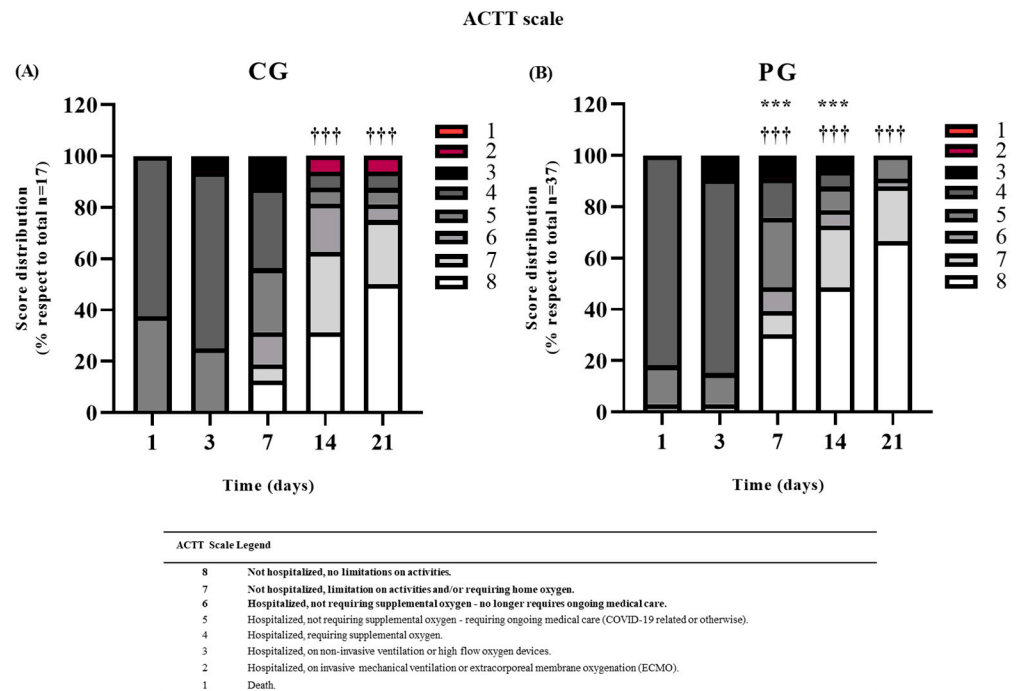 ACTT scale
(A)
CG
Score distribution
(% respect to total n=17)
120
100
80
60
40
20
0
††† †††
1 3 7 14 21
Time (days)
1
2
3
4
5
6
7
8
(B)
PG
Score distribution
(% respect to total n=37)
120
100
80
60
40
20
0
*** ***
††† ††† †††
1 3 7 14 21
Time (days)
1
2
3
4
5
6
7
8
ACTT Scale Legend
8 Not hospitalized, no limitations on activities.
7 Not hospitalized, limitation on activities and/or requiring home oxygen.
6 Hospitalized, not requiring supplemental oxygen - no longer requires ongoing medical care.
5 Hospitalized, not requiring supplemental oxygen - requiring ongoing medical care (COVID-19 related or otherwise).
4 Hospitalized, requiring supplemental oxygen.
3 Hospitalized, on non-invasive ventilation or high flow oxygen devices.
2 Hospitalized, on invasive mechanical ventilation or extracorporeal membrane oxygenation (ECMO).
1 Death.